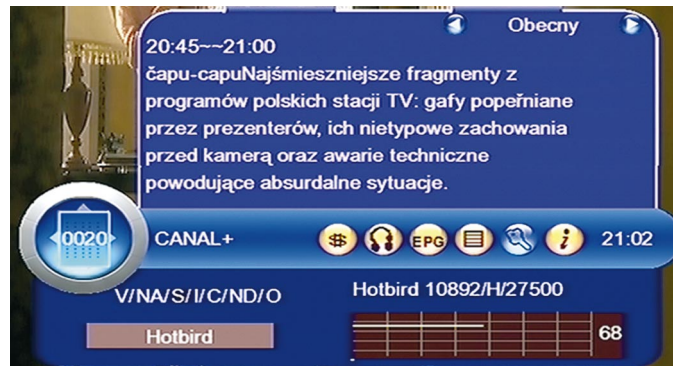 Obecny
20:45~~21:00
čapu-capuNajśmieszniejsze fragmenty z
programów polskich stacji TV: gafy popeřniane
przez prezenterów, ich nietypowe zachowania
przed kamerą oraz awarie techniczne
powodujące absurdalne sytuacje.
0020 CANAL+ $ EPG i 21:02
V/NA/S/I/C/ND/O
Hotbird 10892/H/27500
Hotbird
68